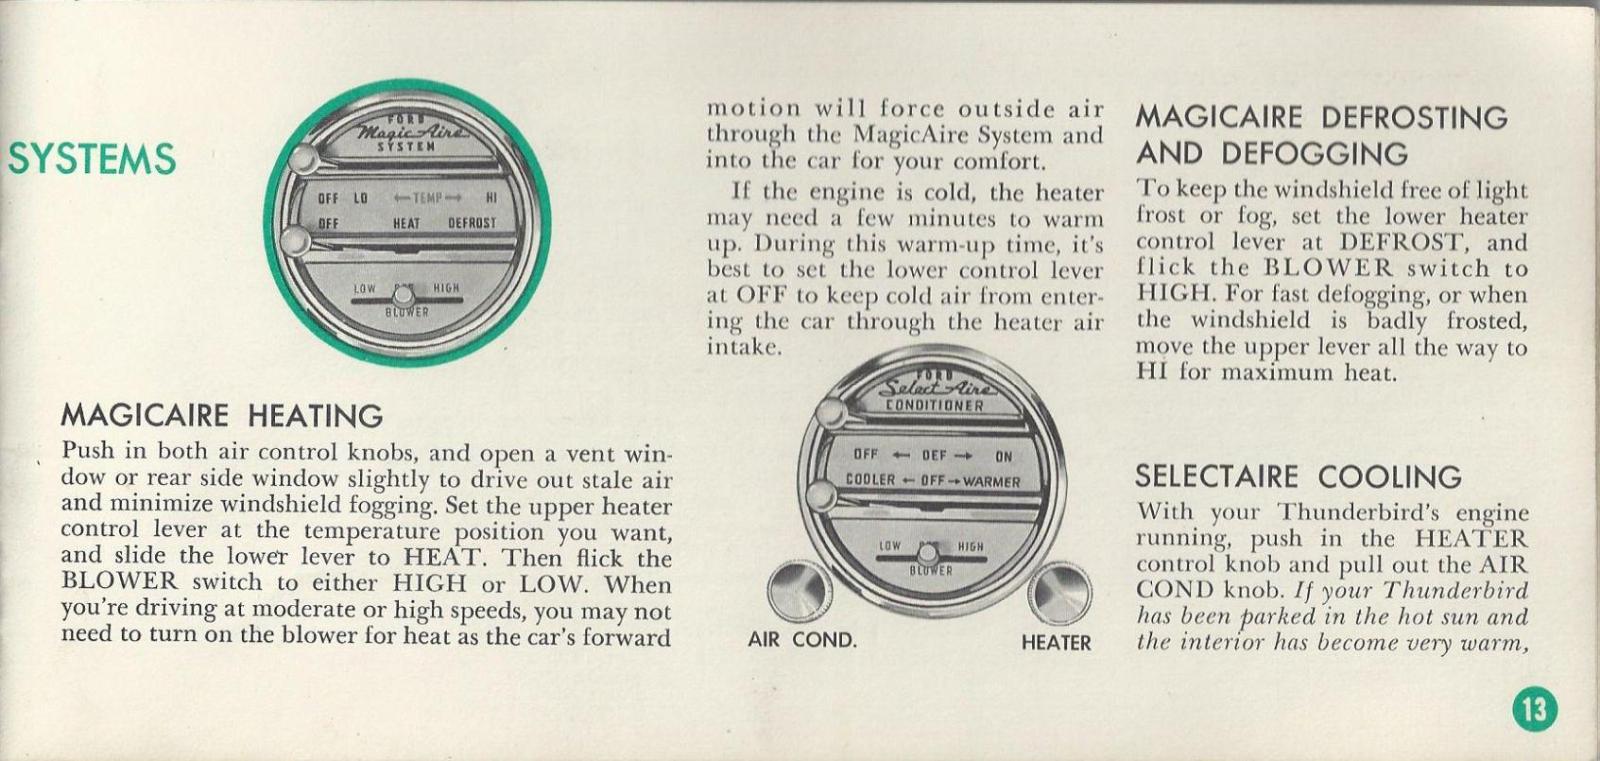 SYSTEMS
FORD
Magic-Aire
SYSTEM
OFF LO ←TEMP→ HI
OFF HEAT DEFROST
LOW HIGH
BLOWER
MAGICAIRE HEATING
Push in both air control knobs, and open a vent win-
dow or rear side window slightly to drive out stale air
and minimize windshield fogging. Set the upper heater
control lever at the temperature position you want,
and slide the lower lever to HEAT. Then flick the
BLOWER switch to either HIGH or LOW. When
you're driving at moderate or high speeds, you may not
need to turn on the blower for heat as the car's forward
motion will force outside air
through the MagicAire System and
into the car for your comfort.
If the engine is cold, the heater
may need a few minutes to warm
up. During this warm-up time, it's
best to set the lower control lever
at OFF to keep cold air from enter-
ing the car through the heater air
intake.
FORD
Select-Aire
CONDITIONER
OFF ← DEF → ON
COOLER ← OFF → WARMER
LOW HIGH
BLOWER
AIR COND.
HEATER
MAGICAIRE DEFROSTING
AND DEFOGGING
To keep the windshield free of light
frost or fog, set the lower heater
control lever at DEFROST, and
flick the BLOWER switch to
HIGH. For fast defogging, or when
the windshield is badly frosted,
move the upper lever all the way to
HI for maximum heat.
SELECTAIRE COOLING
With your Thunderbird's engine
running, push in the HEATER
control knob and pull out the AIR
COND knob. If your Thunderbird
has been parked in the hot sun and
the interior has become very warm,
13